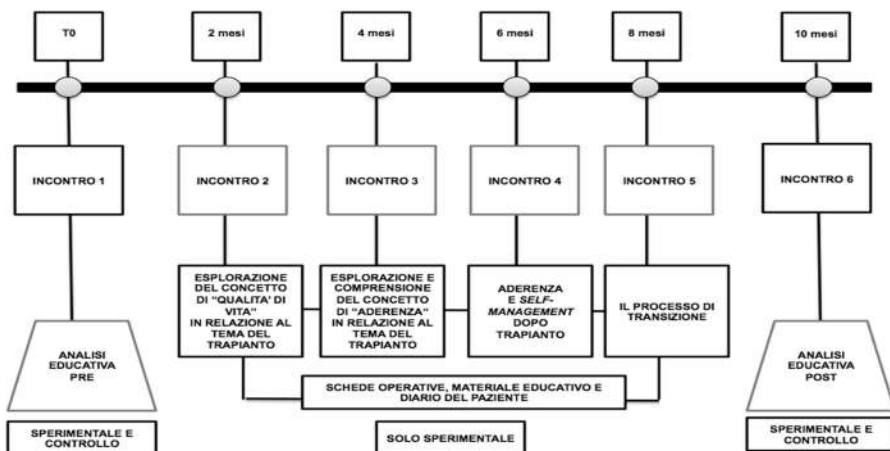 T0
2 mesi
4 mesi
6 mesi
8 mesi
10 mesi
INCONTRO 1
INCONTRO 2
INCONTRO 3
INCONTRO 4
INCONTRO 5
INCONTRO 6
ESPLORAZIONE
DEL CONCETTO
DI “QUALITA’ DI
VITA”
IN RELAZIONE AL
TEMA DEL
TRAPIANTO
ESPLORAZIONE E
COMPRENSIONE
DEL CONCETTO
DI “ADERENZA”
IN RELAZIONE AL
TEMA DEL
TRAPIANTO
ADERENZA
E SELF-
MANAGEMENT
DOPO
TRAPIANTO
IL PROCESSO DI
TRANSIZIONE
ANALISI
EDUCATIVA
PRE
SCHEDE OPERATIVE, MATERIALE EDUCATIVO E
DIARIO DEL PAZIENTE
ANALISI
EDUCATIVA
POST
SPERIMENTALE E
CONTROLLO
SOLO SPERIMENTALE
SPERIMENTALE E
CONTROLLO